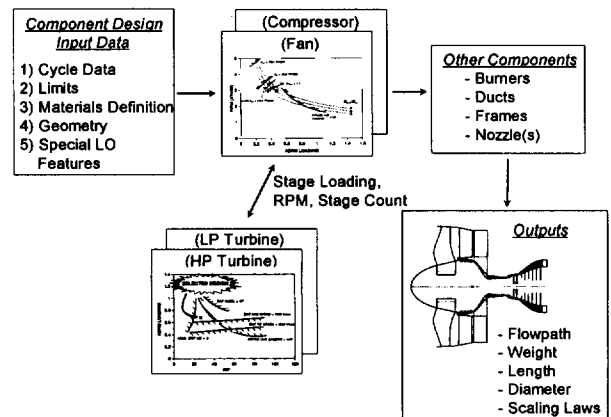 Component Design
Input Data
1) Cycle Data
2) Limits
3) Materials Definition
4) Geometry
5) Special LO
Features
(Compressor)
(Fan)
Other Components
- Burners
- Ducts
- Frames
- Nozzle(s)
Stage Loading,
RPM, Stage Count
(LP Turbine)
(HP Turbine)
SELECTED DESIGN
Outputs
- Flowpath
- Weight
- Length
- Diameter
- Scaling Laws